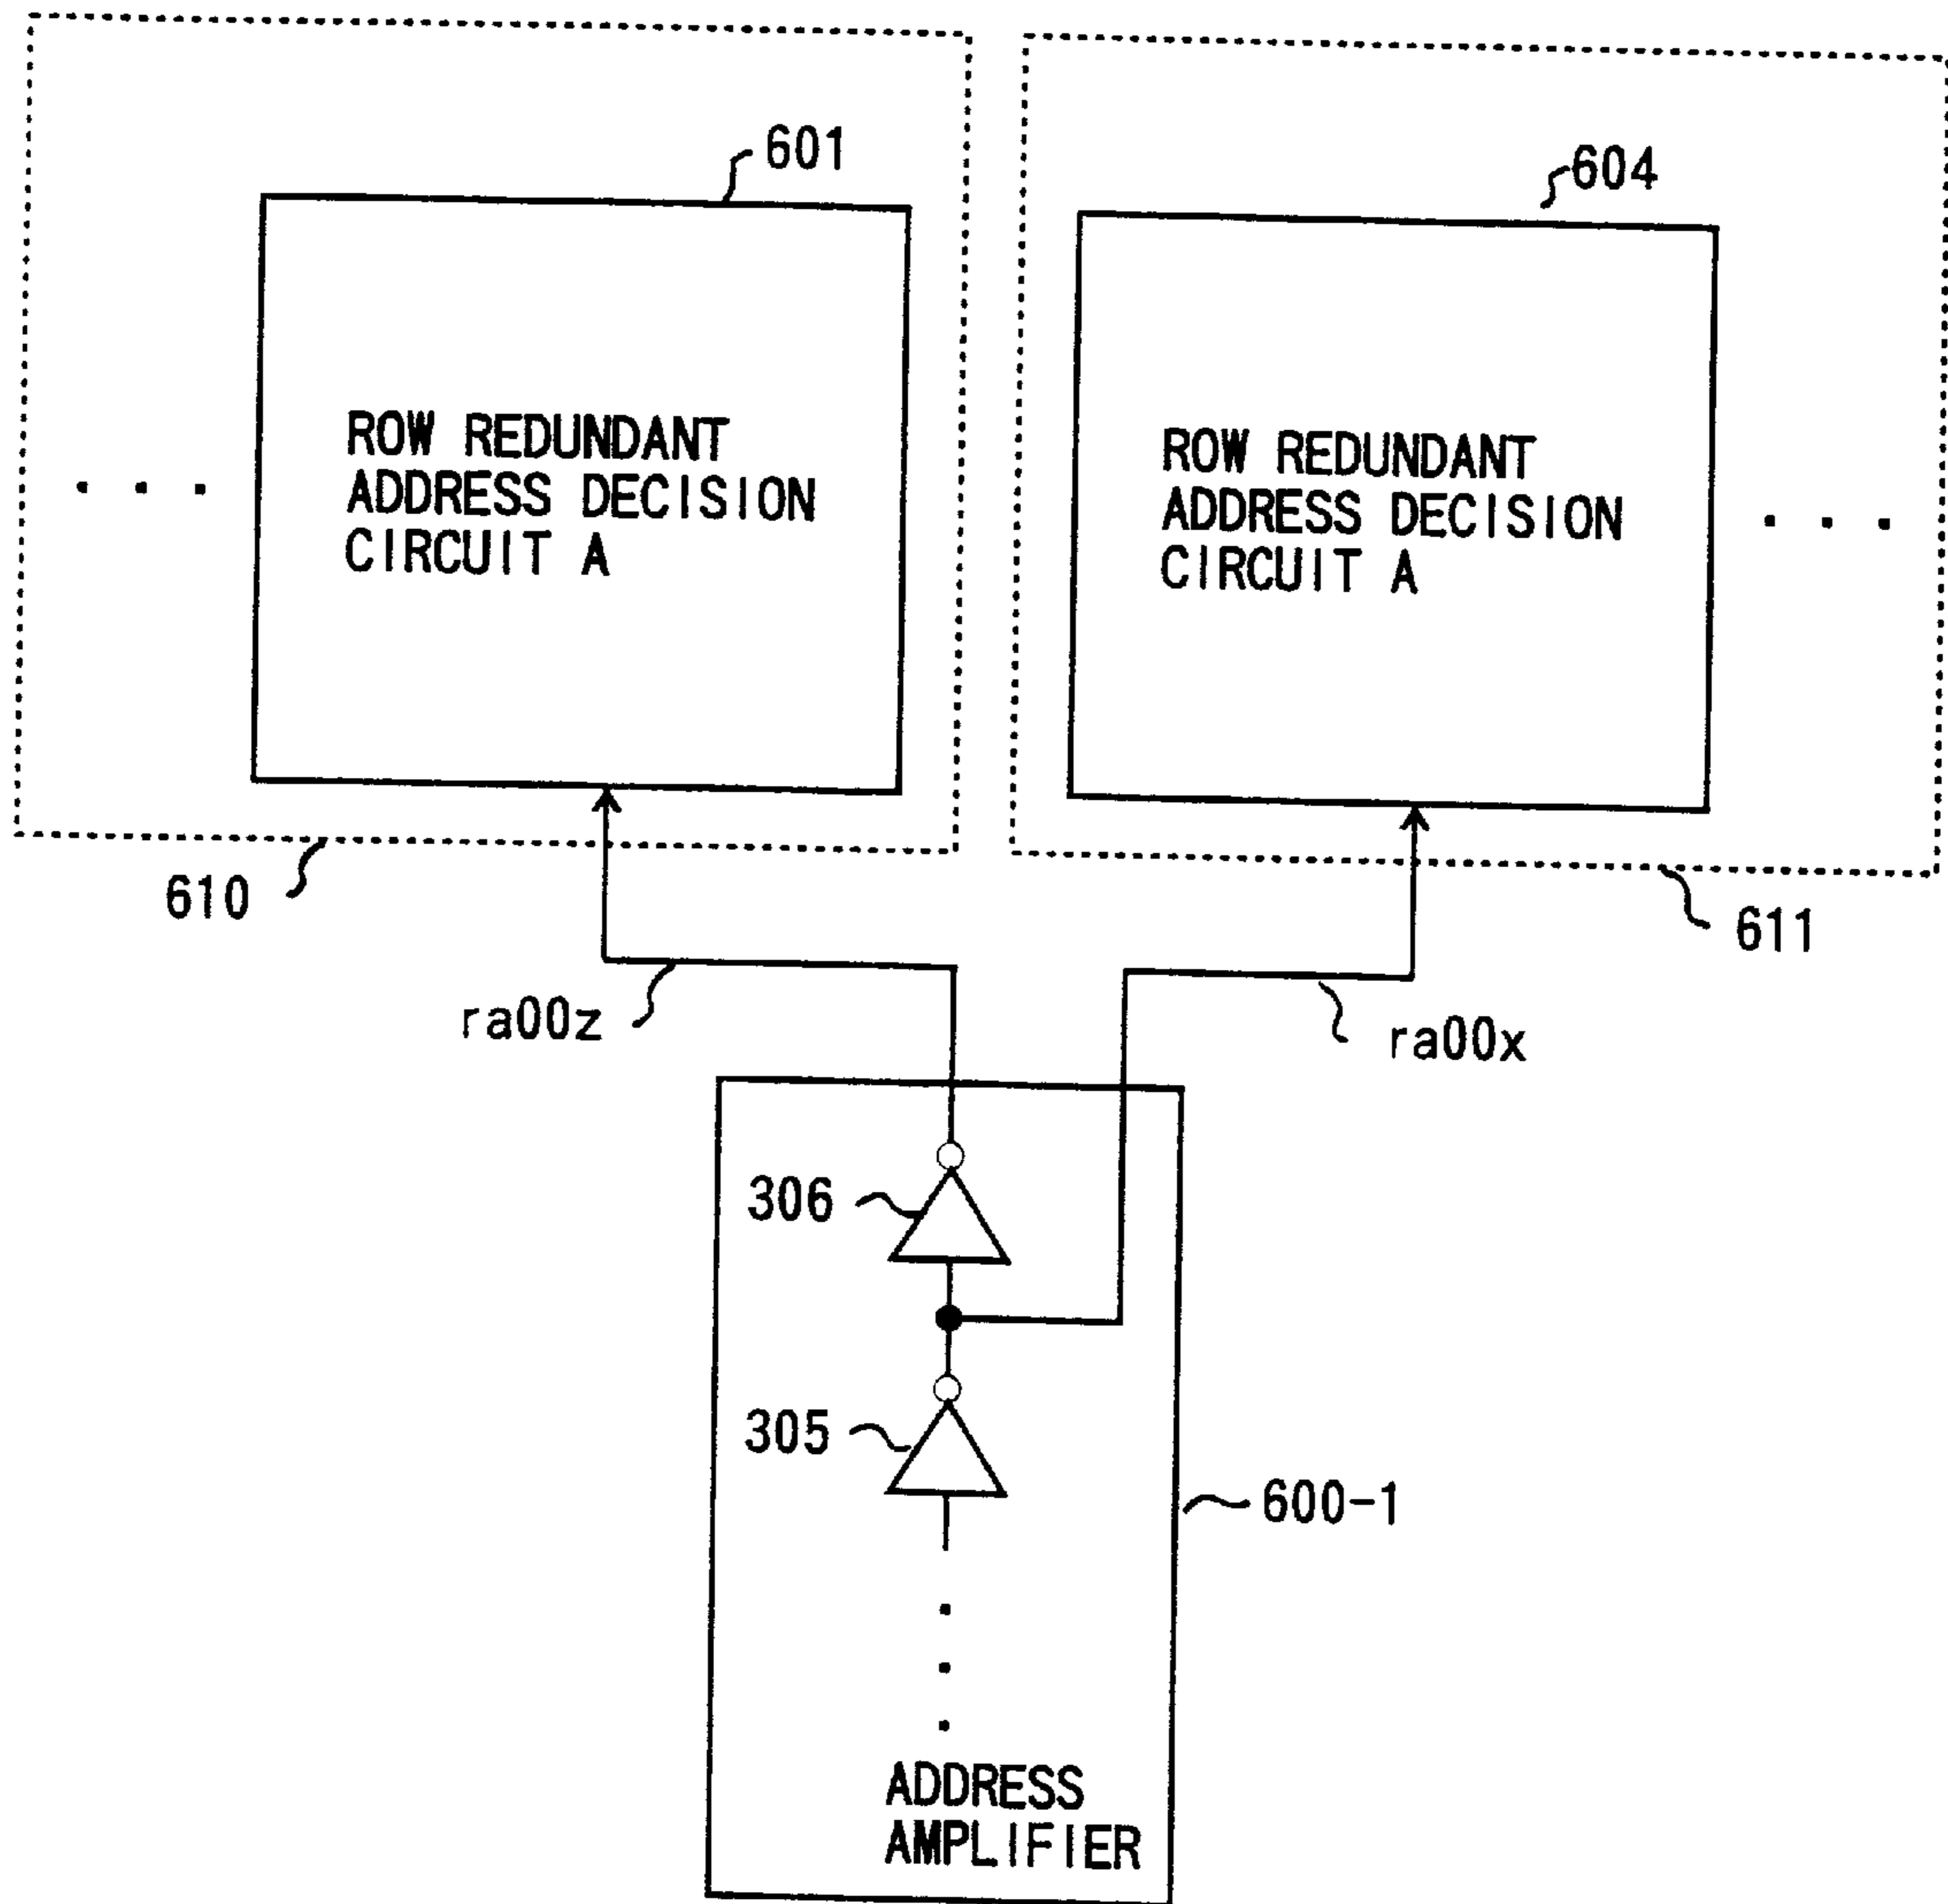 601
604
ROW REDUNDANT
ADDRESS DECISION
CIRCUIT A
ROW REDUNDANT
ADDRESS DECISION
CIRCUIT A
610
611
ra00z
ra00x
306
305
600-1
ADDRESS
AMPLIFIER